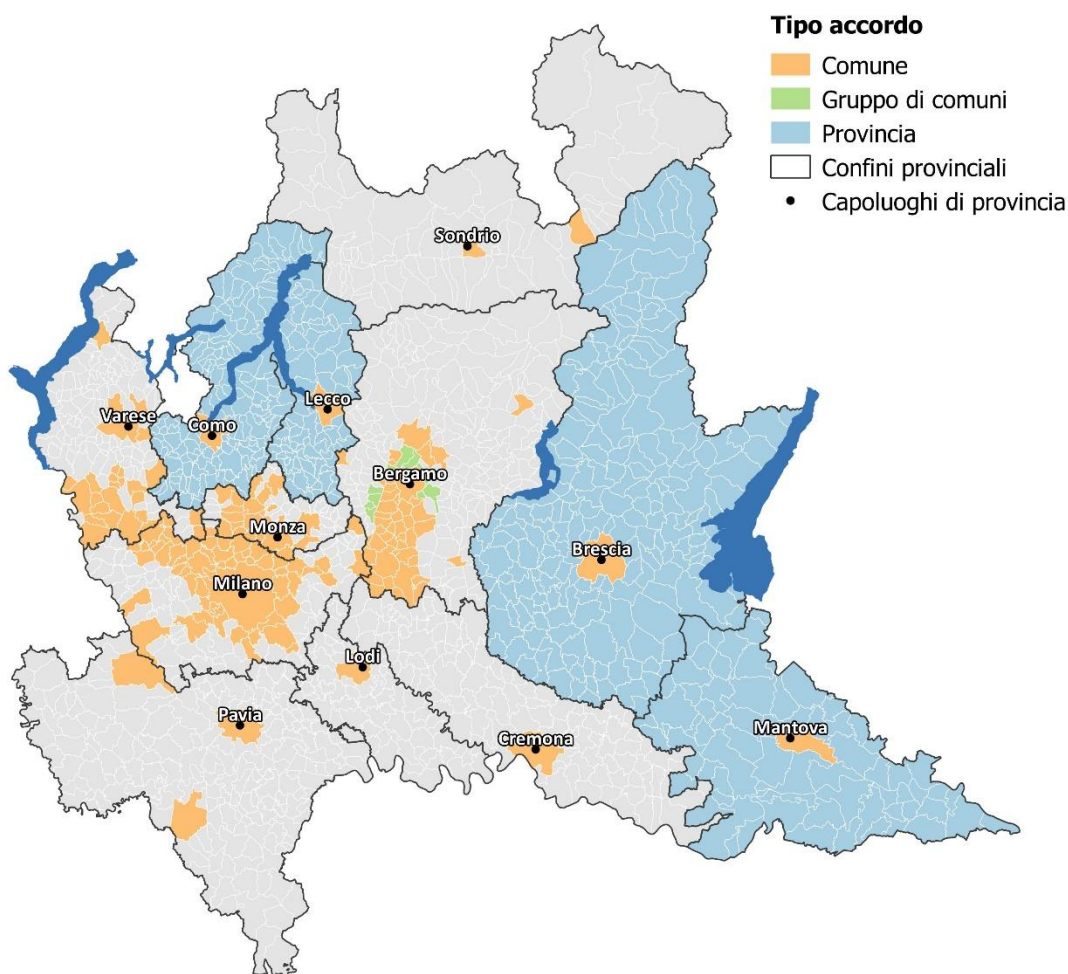 Tipo accordo
Comune
Gruppo di comuni
Provincia
Confini provinciali
Capoluoghi di provincia
Sondrio
Lecco
Varese
Como
Bergamo
Monza
Brescia
Milano
Lodi
Pavia
Mantova
Cremona